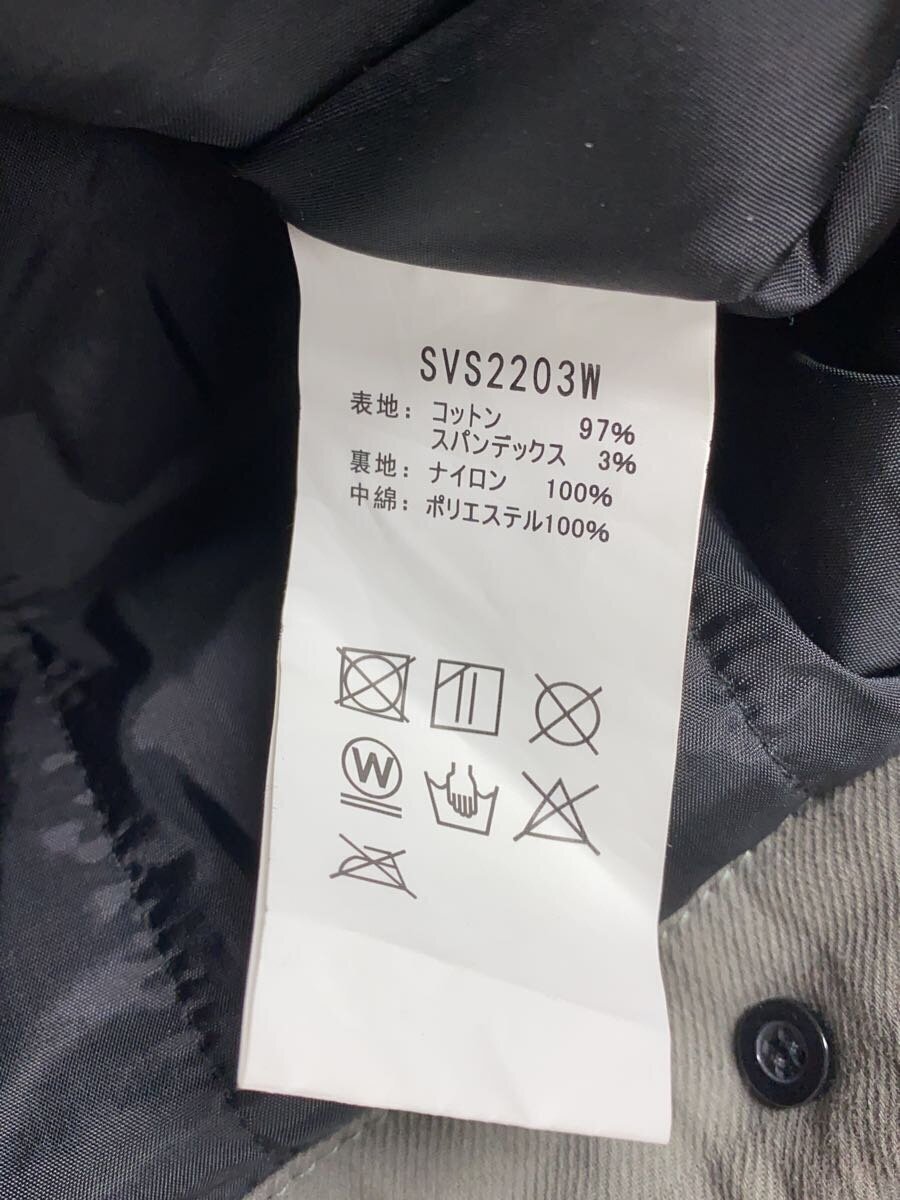 SVS2203W
表地: コットン 97%
スパンデックス 3%
裏地: ナイロン 100%
中綿: ポリエステル100%
W